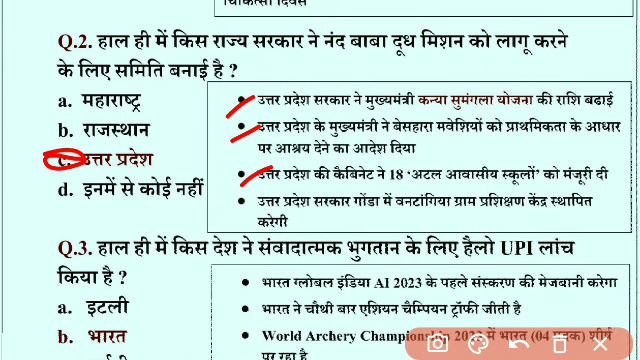 चिकित्सा दिवस
Q.2. हाल ही में किस राज्य सरकार ने नंद बाबा दूध मिशन को लागू करने
के लिए समिति बनाई है ?
a. महाराष्ट्र
b. राजस्थान
c. उत्तर प्रदेश
d. इनमें से कोई नहीं
• उत्तर प्रदेश सरकार ने मुख्यमंत्री कन्या सुमंगला योजना की राशि बढाई
• उत्तर प्रदेश के मुख्यमंत्री ने बेसहारा मवेशियों को प्राथमिकता के आधार
पर आश्रय देने का आदेश दिया
• उत्तर प्रदेश की कैबिनेट ने 18 ‘अटल आवासीय स्कूलों’ को मंजूरी दी
• उत्तर प्रदेश सरकार गोंडा में वनटांगिया ग्राम प्रशिक्षण केंद्र स्थापित
करेगी
Q.3. हाल ही में किस देश ने संवादात्मक भुगतान के लिए हैलो UPI लांच
किया है ?
a. इटली
b. भारत
• भारत ग्लोबल इंडिया AI 2023 के पहले संस्करण की मेजबानी करेगा
• भारत ने चौथी बार एशियन चैम्पियन ट्रॉफी जीती है
• World Archery Championship में भारत (04 पदक) शीर्ष
पर रहा है